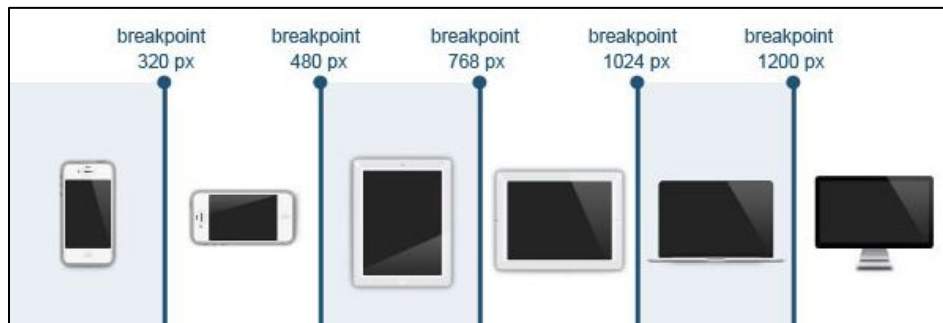 breakpoint
320 px
breakpoint
480 px
breakpoint
768 px
breakpoint
1024 px
breakpoint
1200 px